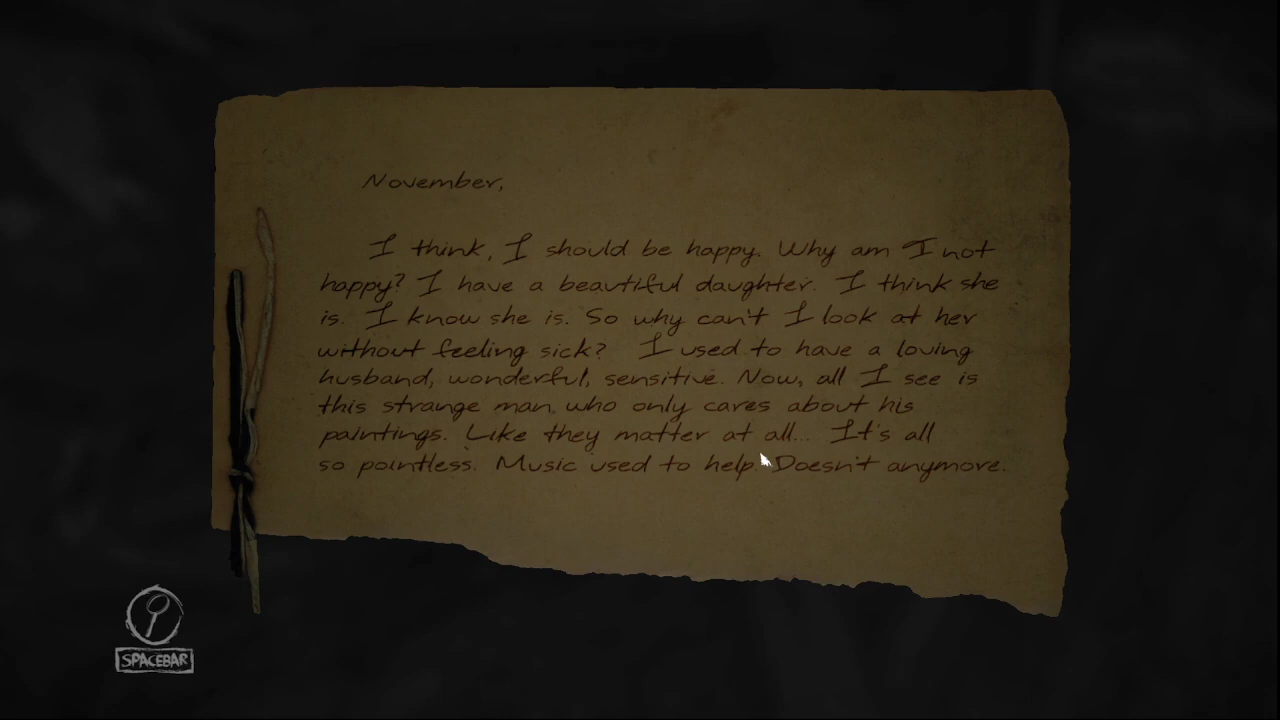 November,
I think, I should be happy. Why am I not
happy? I have a beautiful daughter. I think she
is. I know she is. So why can't I look at her
without feeling sick? I used to have a loving
husband, wonderful, sensitive. Now, all I see is
this strange man who only cares about his
paintings. Like they matter at all... It's all
so pointless. Music used to help. Doesn't anymore.
SPACEBAR